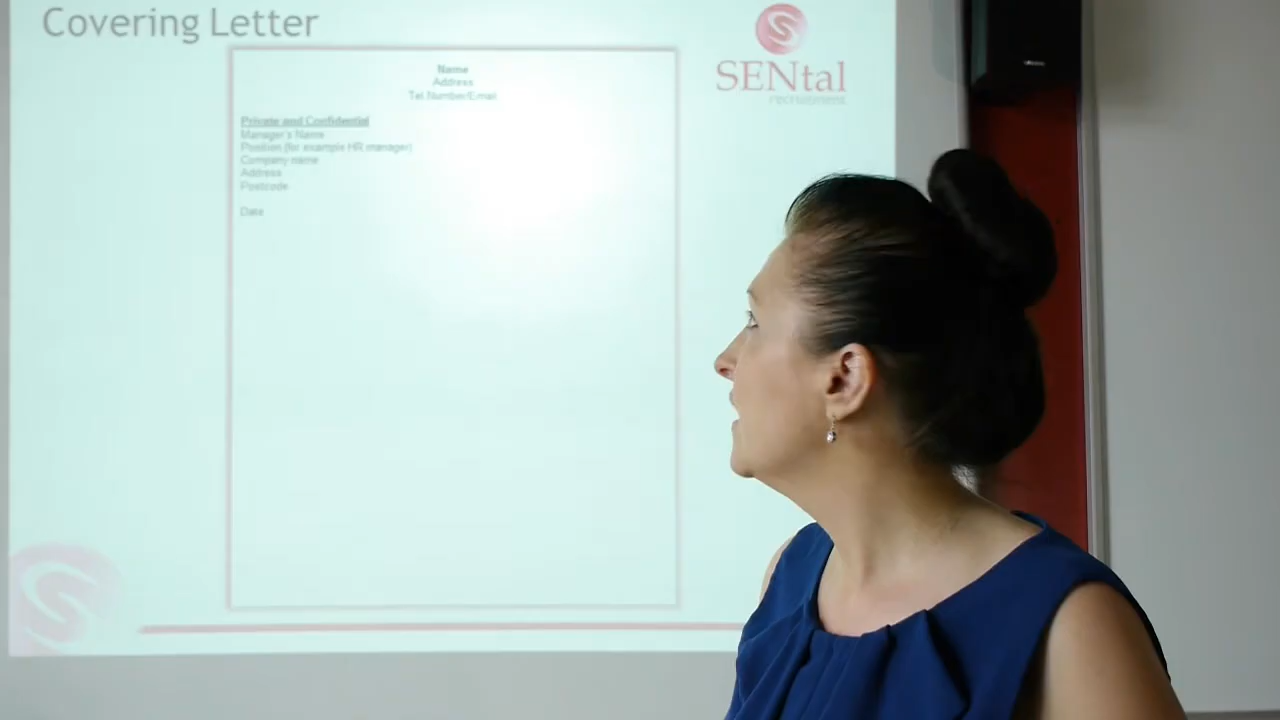 Covering Letter
SENtal
recruitment
Name
Address
Tel Number/Email
Private and Confidential
Manager's Name
Position (for example HR manager)
Company name
Address
Postcode
Date